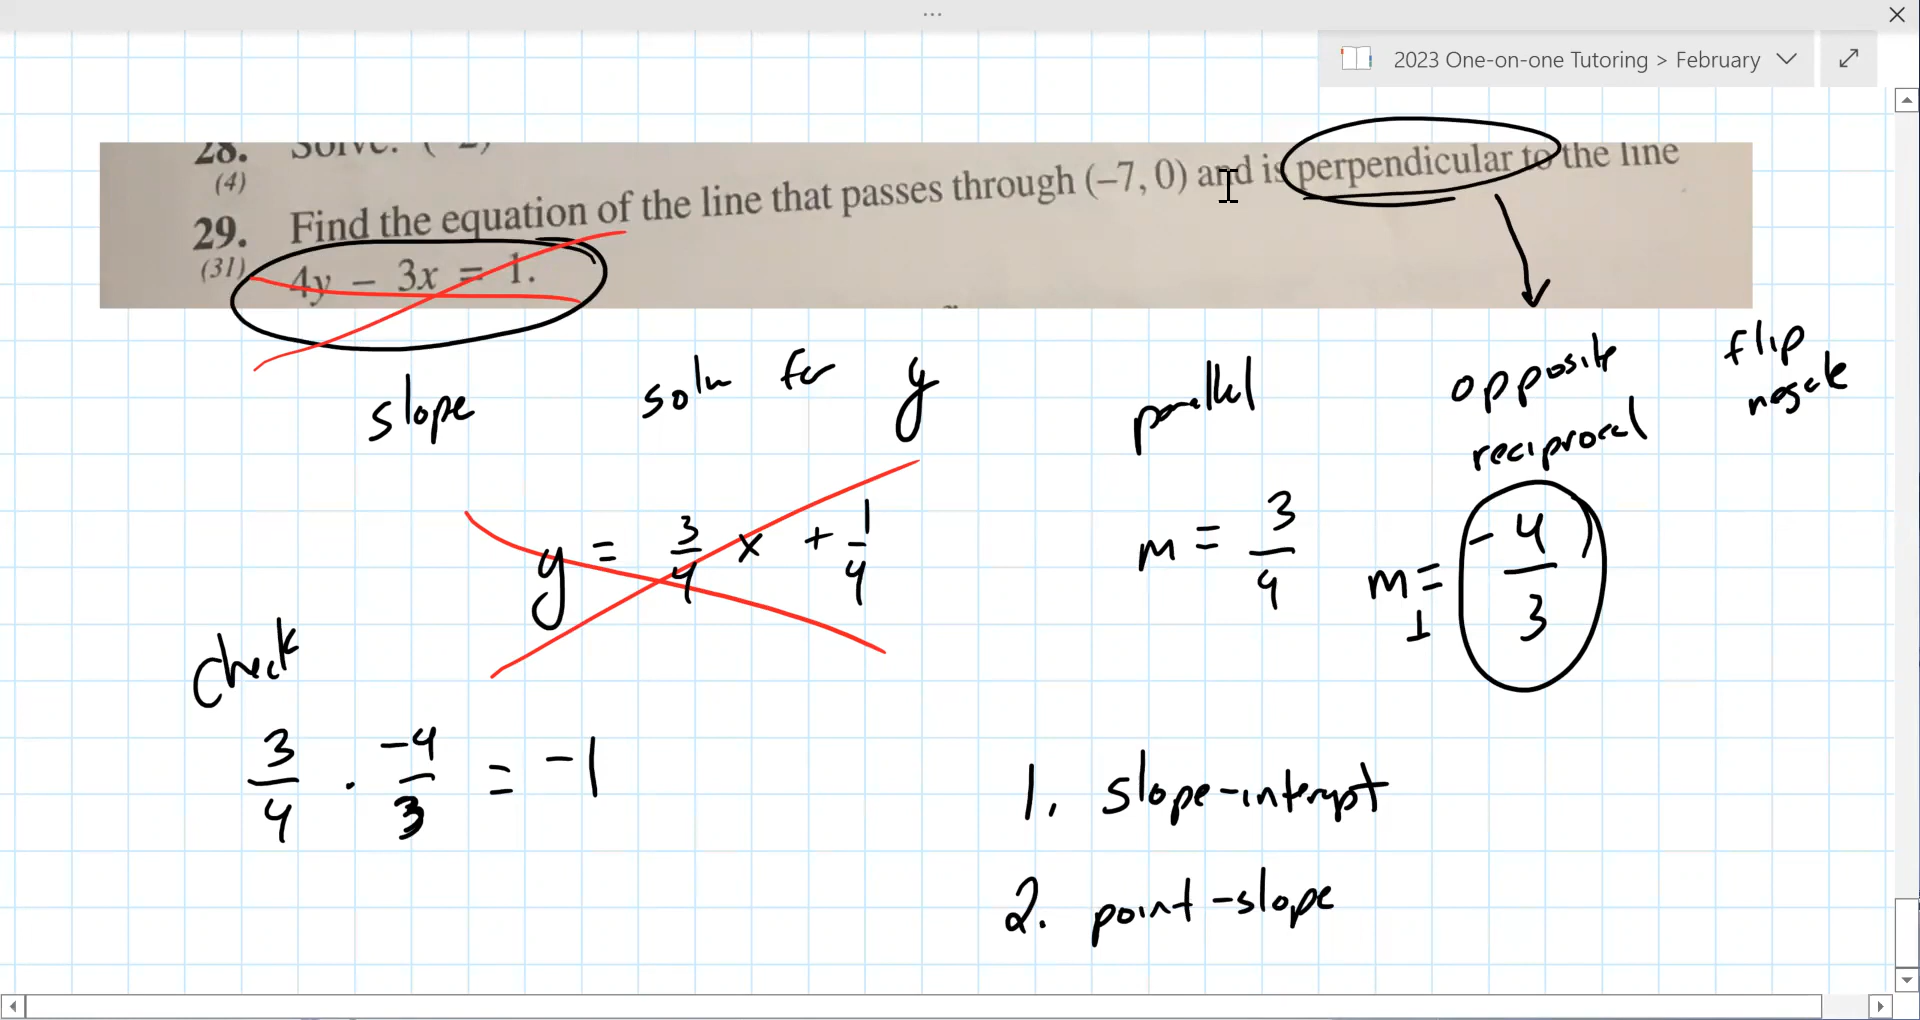 2023 One-on-one Tutoring > February
28. Solve:
(4)
29. Find the equation of the line that passes through (–7, 0) and is perpendicular to the line
(31) 4y – 3x = 1.
slope
solve for y
parallel
opposite
reciprocal
flip
negate
y = 3/4 x + 1/4
m = 3/4
m⊥ = -4/3
check
3/4 · -4/3 = -1
1. slope-intercept
2. point-slope